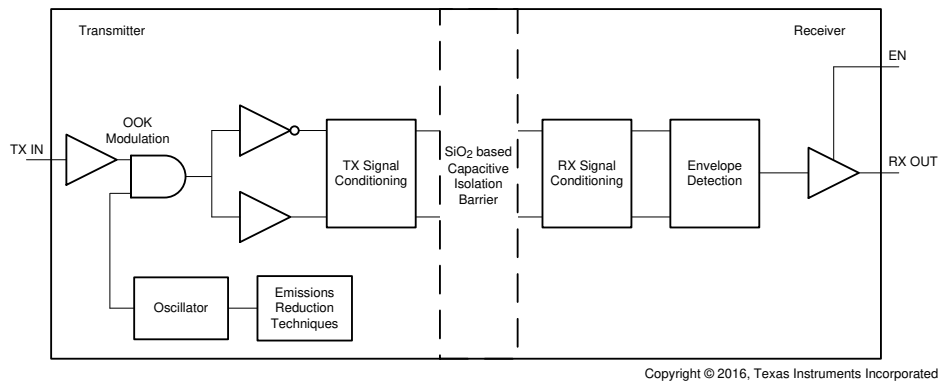 Transmitter
Receiver
EN
OOK
Modulation
TX IN
TX Signal
Conditioning
SiO2 based
Capacitive
Isolation
Barrier
RX Signal
Conditioning
Envelope
Detection
RX OUT
Oscillator
Emissions
Reduction
Techniques
Copyright © 2016, Texas Instruments Incorporated